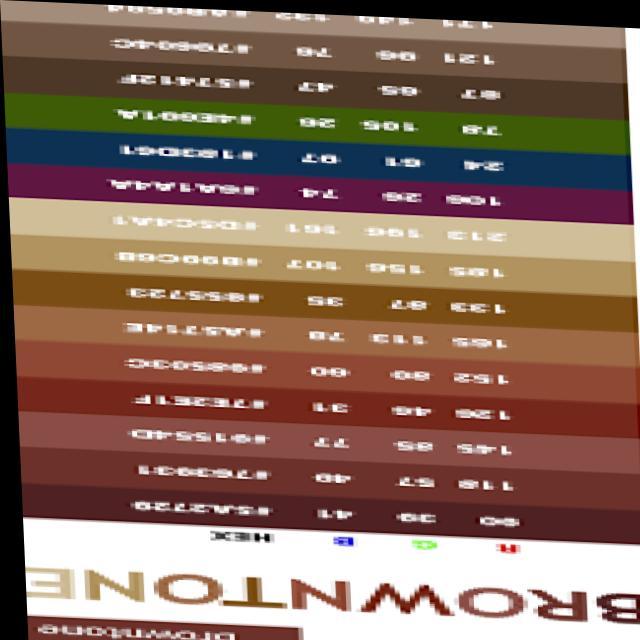 browntone
BROWNTONE
R G B HEX
90 39 41 #5A2729
118 57 49 #763931
145 85 77 #91554D
126 46 31 #7E2E1F
152 80 60 #98503C
165 113 78 #A5714E
133 87 35 #855723
185 156 107 #B99C6B
213 196 161 #D5C4A1
106 26 74 #6A1A4A
24 61 97 #183D61
78 105 26 #4E691A
87 65 47 #57412F
121 96 76 #79604C